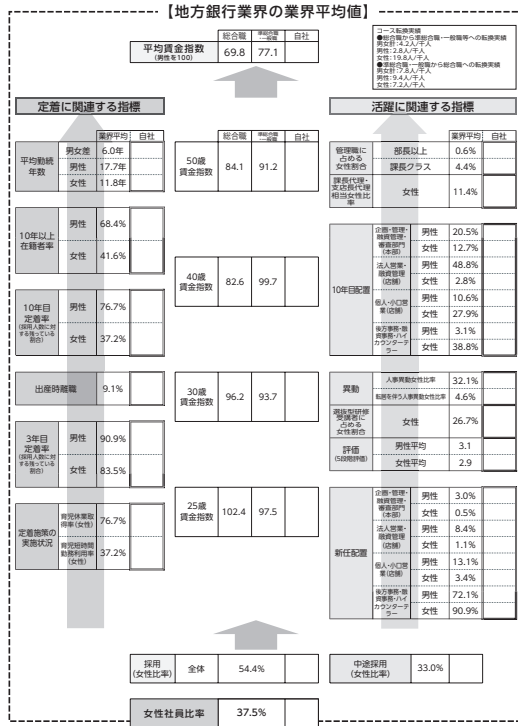 【地方銀行業界の業界平均値】
総合職 準総合職・一般職 自社
平均賃金指数 (男性を100) 69.8 77.1
コース転換実績
●総合職から準総合職・一般職等への転換実績
男女計:4.2人/千人
男性:2.8人/千人
女性:19.8人/千人
●準総合職・一般職から総合職への転換実績
男女計:7.8人/千人
男性:9.4人/千人
女性:7.2人/千人
定着に関連する指標
業界平均 自社
平均勤続年数 男女差 6.0年
男性 17.7年
女性 11.8年
10年以上在籍者率 男性 68.4%
女性 41.6%
10年目定着率 (採用人数に対する残っている割合) 男性 76.7%
女性 37.2%
出産時離職 9.1%
3年目定着率 (採用人数に対する残っている割合) 男性 90.9%
女性 83.5%
定着施策の実施状況 育児休業取得率(女性) 76.7%
育児短時間勤務利用率(女性) 37.2%
総合職 準総合職・一般職 自社
50歳賃金指数 84.1 91.2
40歳賃金指数 82.6 99.7
30歳賃金指数 96.2 93.7
25歳賃金指数 102.4 97.5
活躍に関連する指標
業界平均 自社
管理職に占める女性割合 部長以上 0.6%
課長クラス 4.4%
課長代理・支店長代理相当女性比率 女性 11.4%
10年目配置 企画・管理・融資管理・審査部門(本部) 男性 20.5%
女性 12.7%
法人営業・融資管理(店舗) 男性 48.8%
女性 2.8%
個人・小口営業(店舗) 男性 10.6%
女性 27.9%
後方事務・融資事務・ハイカウンターテラー 男性 3.1%
女性 38.8%
異動 人事異動女性比率 32.1%
転居を伴う人事異動女性比率 4.6%
選抜型研修受講者に占める女性割合 女性 26.7%
評価 (5段階評価) 男性平均 3.1
女性平均 2.9
新任配置 企画・管理・融資管理・審査部門(本部) 男性 3.0%
女性 0.5%
法人営業・融資管理(店舗) 男性 8.4%
女性 1.1%
個人・小口営業(店舗) 男性 13.1%
女性 3.4%
後方事務・融資事務・ハイカウンターテラー 男性 72.1%
女性 90.9%
採用 (女性比率) 全体 54.4%
中途採用 (女性比率) 33.0%
女性社員比率 37.5%